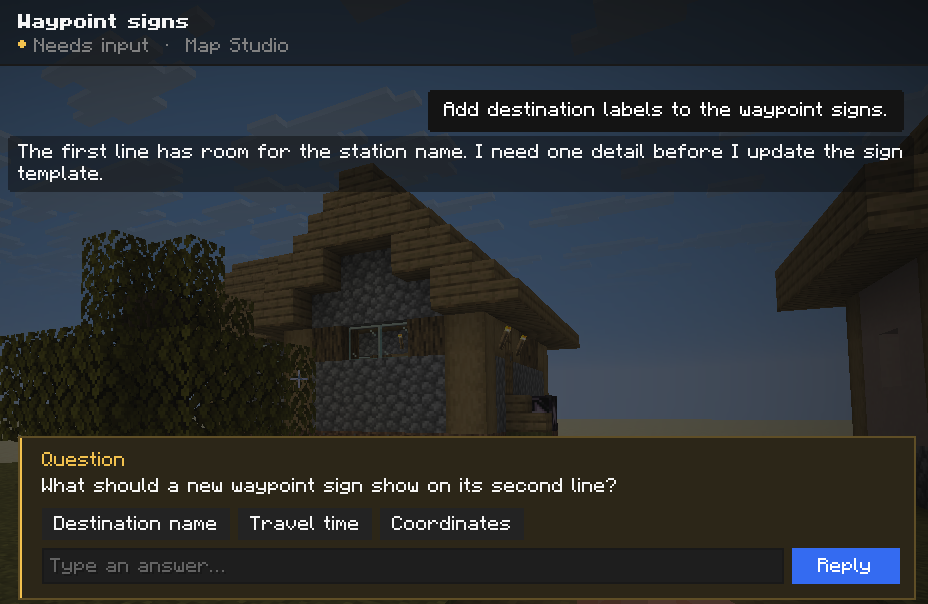 Waypoint signs
Needs input · Map Studio
Add destination labels to the waypoint signs.
The first line has room for the station name. I need one detail before I update the sign
template.
Question
What should a new waypoint sign show on its second line?
Destination name
Travel time
Coordinates
Type an answer...
Reply